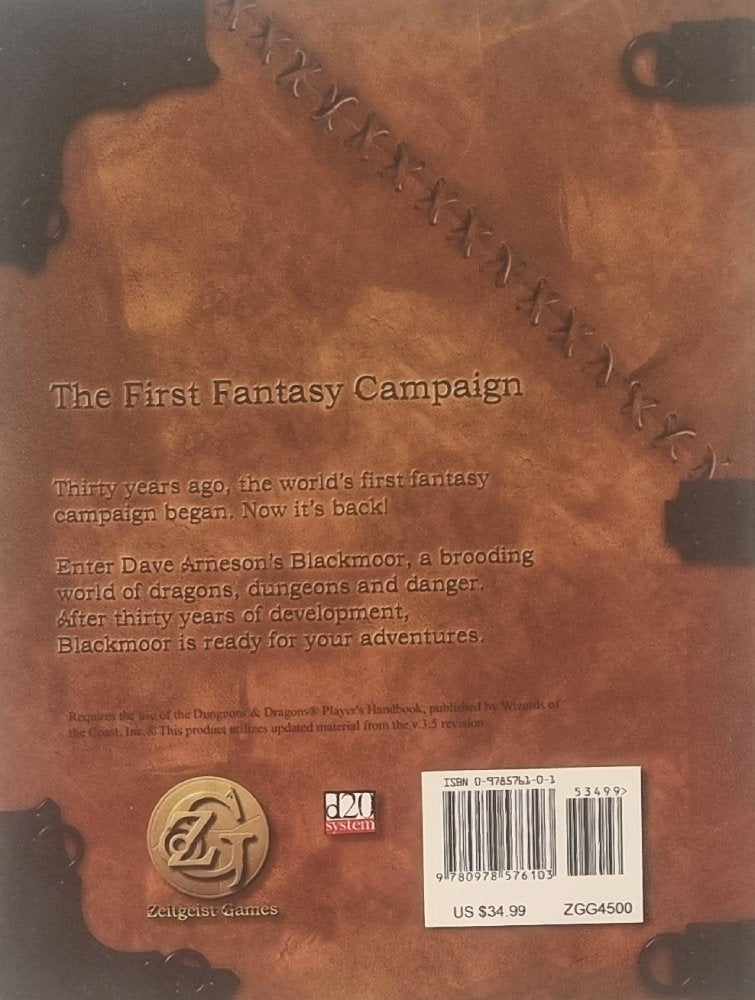 The First Fantasy Campaign
Thirty years ago, the world's first fantasy
campaign began. Now it's back!
Enter Dave Arneson's Blackmoor, a brooding
world of dragons, dungeons and danger.
After thirty years of development,
Blackmoor is ready for your adventures.
Requires the use of the Dungeons & Dragons® Player's Handbook, published by Wizards of
the Coast, Inc.® This product utilizes updated material from the v.3.5 revision.
Zeitgeist Games
d20
system
ISBN 0-9785761-0-1
53499>
9 780978 576103
US $34.99 ZGG4500